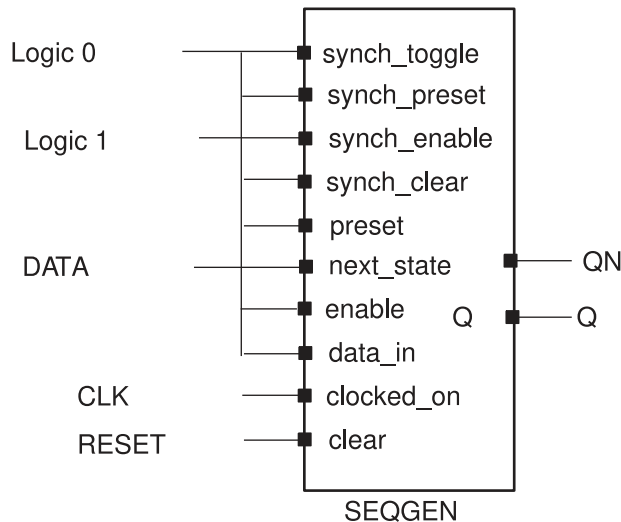 Logic 0
synch_toggle
synch_preset
Logic 1
synch_enable
synch_clear
preset
DATA
next_state
QN
enable
Q
Q
data_in
CLK
clocked_on
RESET
clear
SEQGEN